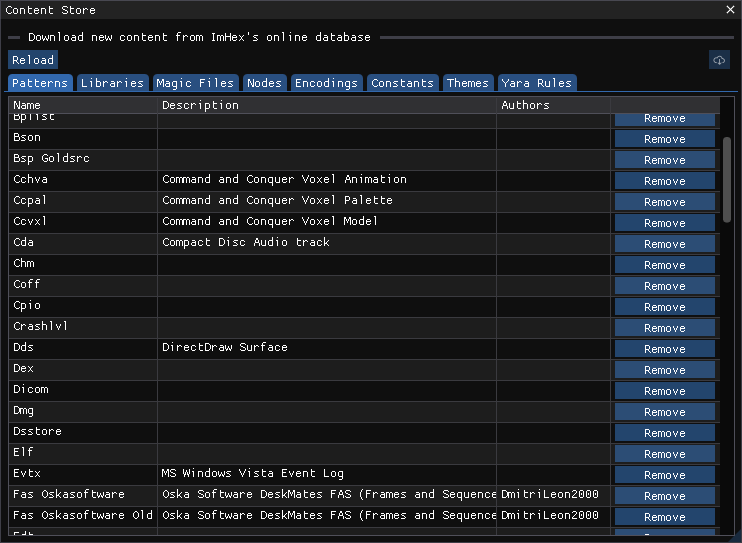 Content Store
Download new content from ImHex's online database
Reload
Patterns Libraries Magic Files Nodes Encodings Constants Themes Yara Rules
Name Description Authors
Bplist Remove
Bson Remove
Bsp Goldsrc Remove
Cchva Command and Conquer Voxel Animation Remove
Ccpal Command and Conquer Voxel Palette Remove
Ccvxl Command and Conquer Voxel Model Remove
Cda Compact Disc Audio track Remove
Chm Remove
Coff Remove
Cpio Remove
Crashlvl Remove
Dds DirectDraw Surface Remove
Dex Remove
Dicom Remove
Dmg Remove
Dsstore Remove
Elf Remove
Evtx MS Windows Vista Event Log Remove
Fas Oskasoftware Oska Software DeskMates FAS (Frames and Sequence DmitriLeon2000 Remove
Fas Oskasoftware Old Oska Software DeskMates FAS (Frames and Sequence DmitriLeon2000 Remove
Remove